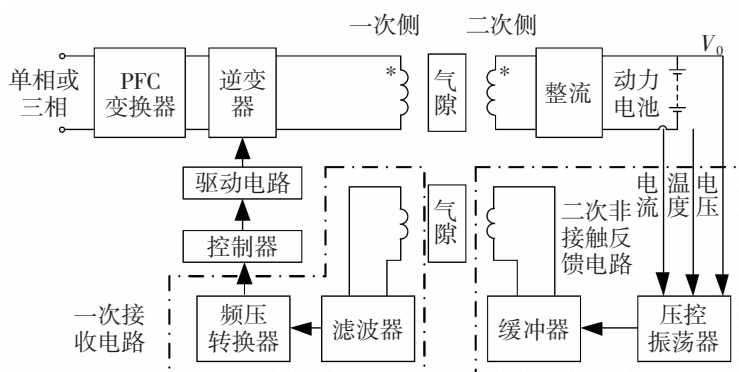 一次侧
二次侧
V₀
单相或
三相
PFC
变换器
逆变
器
*
气
隙
*
整流
动力
电池
驱动电路
控制器
气
隙
二次非
接触反
馈电路
电流
温度
电压
一次接
收电路
频压
转换器
滤波器
缓冲器
压控
振荡器